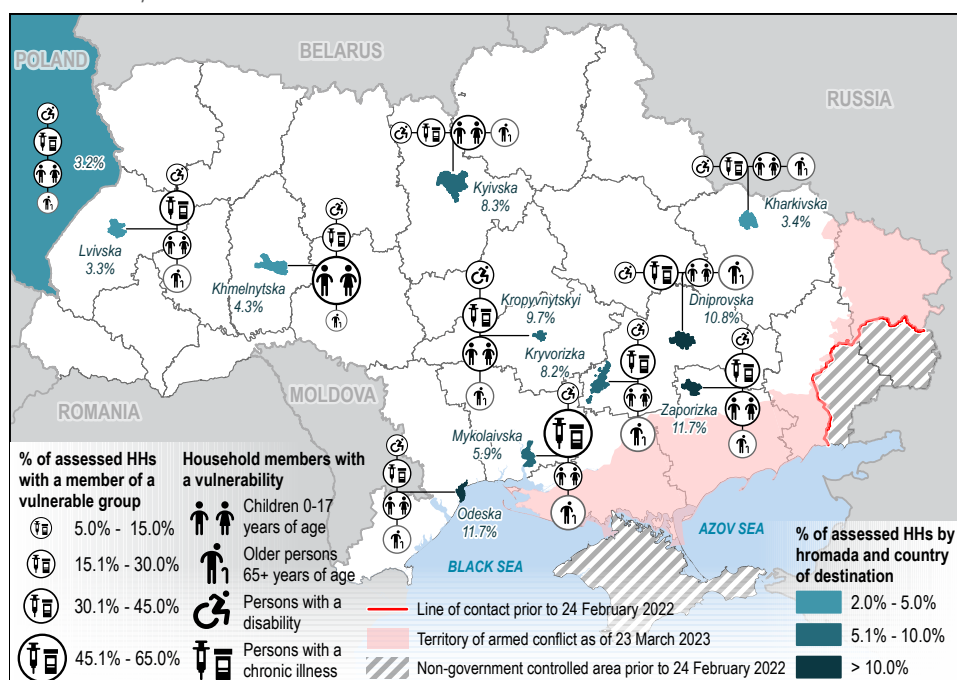 BELARUS
POLAND
RUSSIA
3.2%
Kyivska
8.3%
Kharkivska
3.4%
Lvivska
3.3%
Khmelnytska
4.3%
Kropyvnytskyi
9.7%
Dniprovska
10.8%
Kryvorizka
8.2%
MOLDOVA
ROMANIA
Zaporizka
11.7%
Mykolaivska
5.9%
Odeska
11.7%
AZOV SEA
BLACK SEA
% of assessed HHs
with a member of a
vulnerable group
5.0% - 15.0%
15.1% - 30.0%
30.1% - 45.0%
45.1% - 65.0%
Household members with
a vulnerability
Children 0-17
years of age
Older persons
65+ years of age
Persons with a
disability
Persons with a
chronic illness
Line of contact prior to 24 February 2022
Territory of armed conflict as of 23 March 2023
Non-government controlled area prior to 24 February 2022
% of assessed HHs by
hromada and country
of destination
2.0% - 5.0%
5.1% - 10.0%
> 10.0%